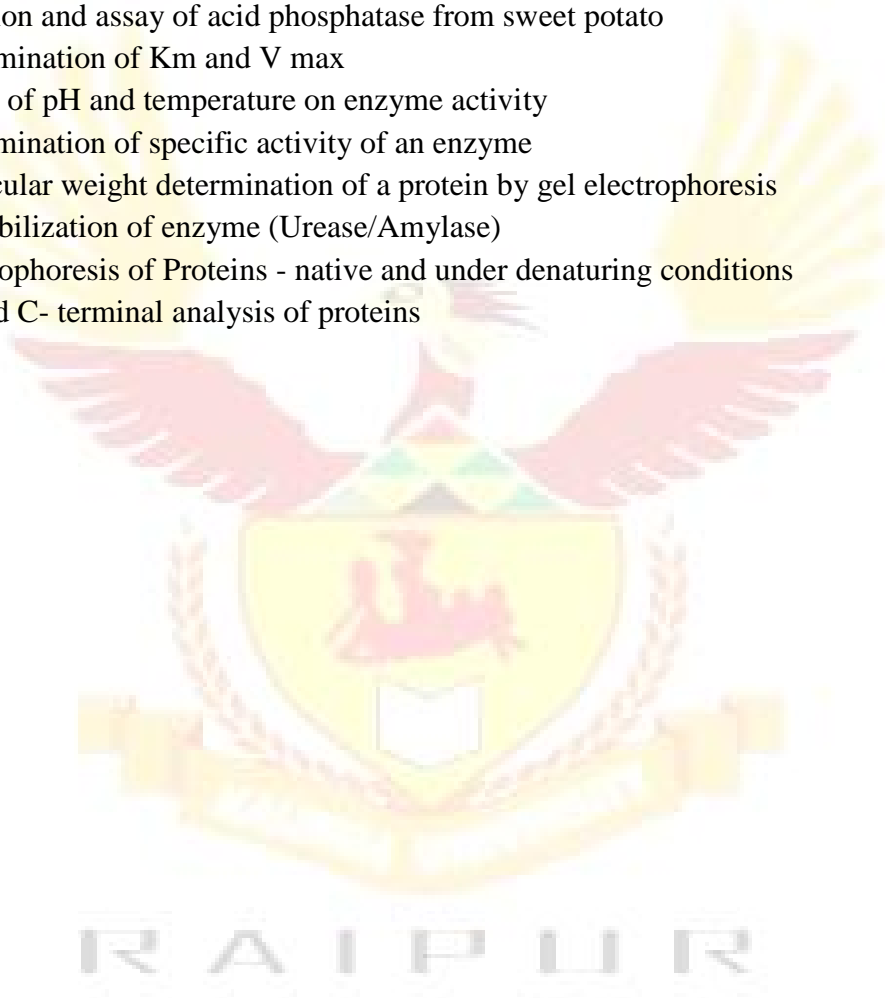 ion and assay of acid phosphatase from sweet potato
mination of Km and V max
of pH and temperature on enzyme activity
mination of specific activity of an enzyme
cular weight determination of a protein by gel electrophoresis
bilization of enzyme (Urease/Amylase)
ophoresis of Proteins - native and under denaturing conditions
d C- terminal analysis of proteins
RAIPUR